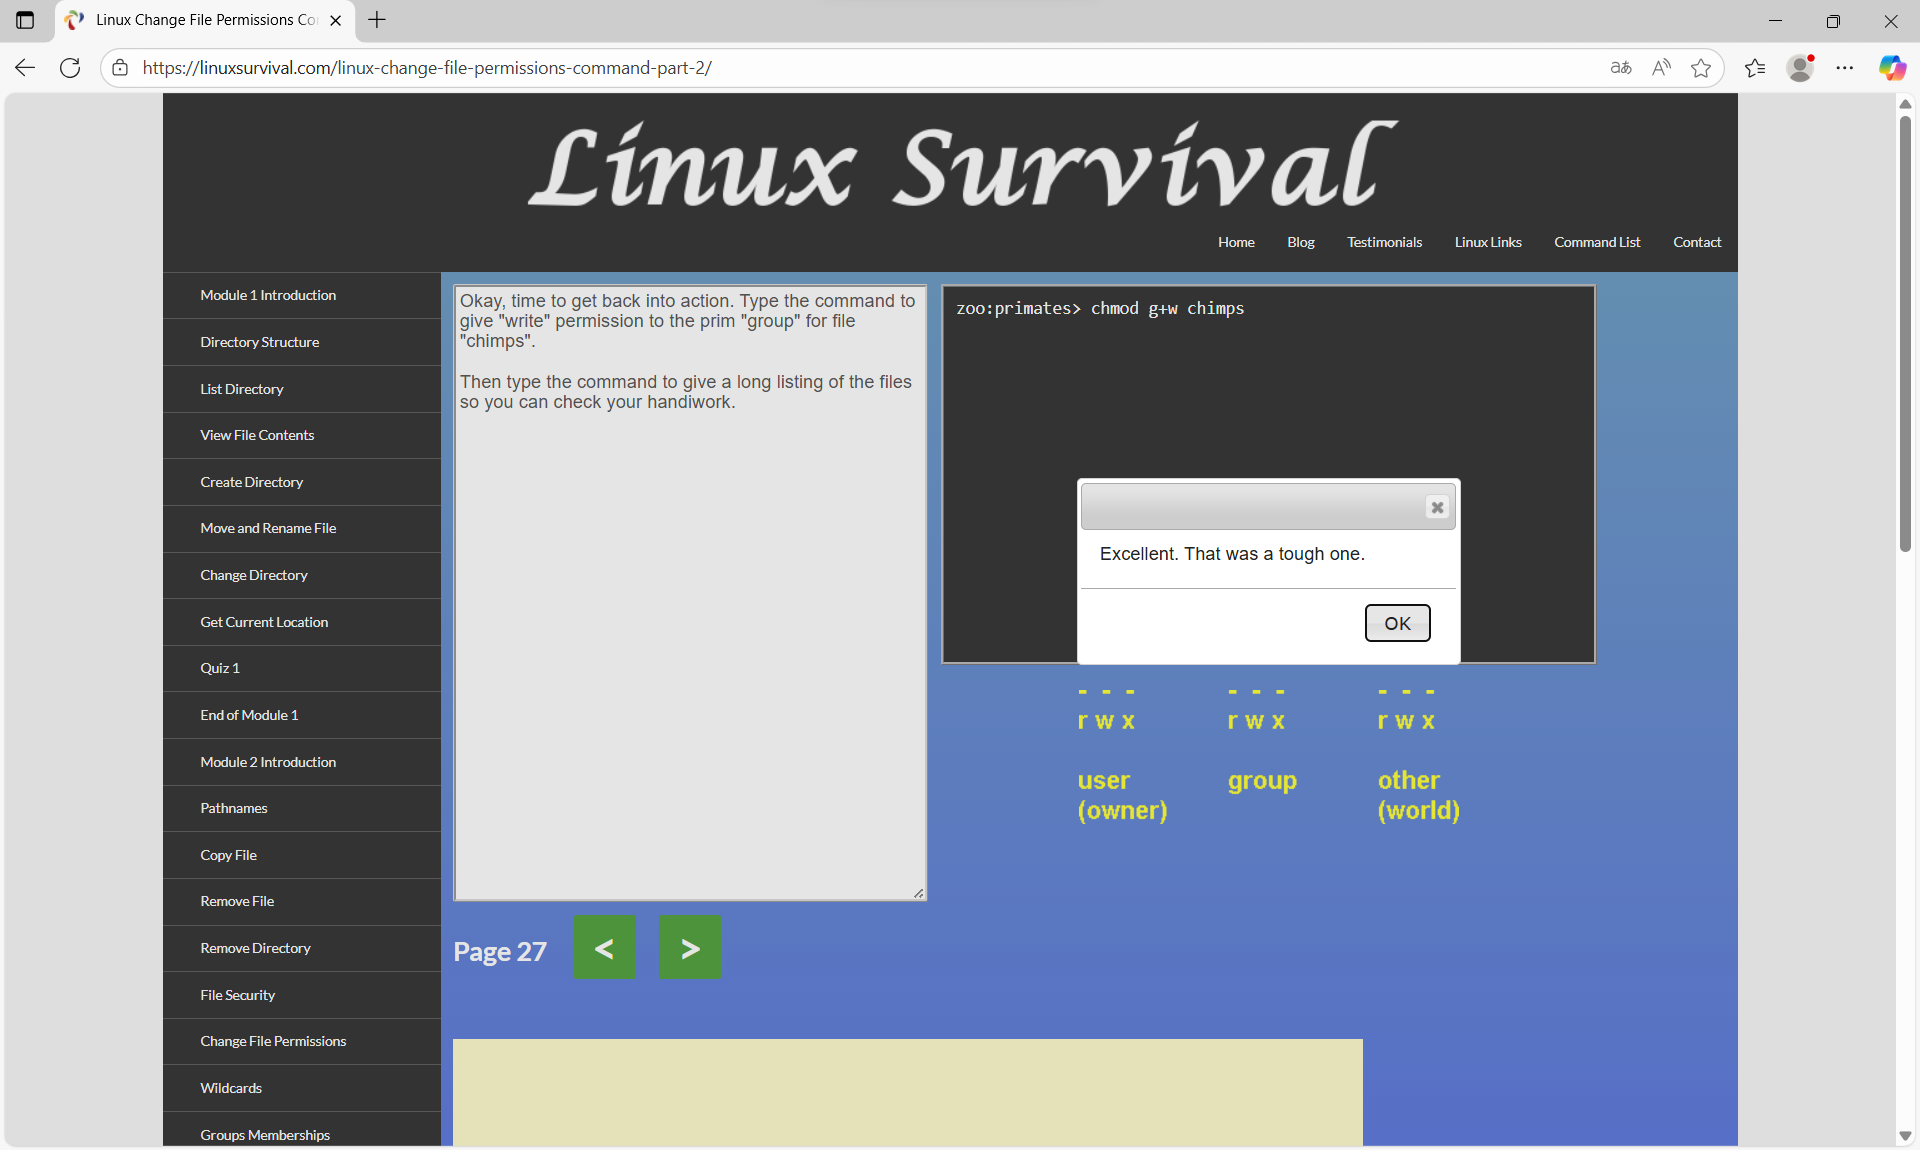 Linux Change File Permissions Co
https://linuxsurvival.com/linux-change-file-permissions-command-part-2/
Linux Survival
Home Blog Testimonials Linux Links Command List Contact
Module 1 Introduction
Directory Structure
List Directory
View File Contents
Create Directory
Move and Rename File
Change Directory
Get Current Location
Quiz 1
End of Module 1
Module 2 Introduction
Pathnames
Copy File
Remove File
Remove Directory
File Security
Change File Permissions
Wildcards
Groups Memberships
Okay, time to get back into action. Type the command to
give "write" permission to the prim "group" for file
"chimps".
Then type the command to give a long listing of the files
so you can check your handiwork.
zoo:primates> chmod g+w chimps
Excellent. That was a tough one.
OK
- - - - - - - - -
r w x r w x r w x
user group other
(owner) (world)
Page 27 < >